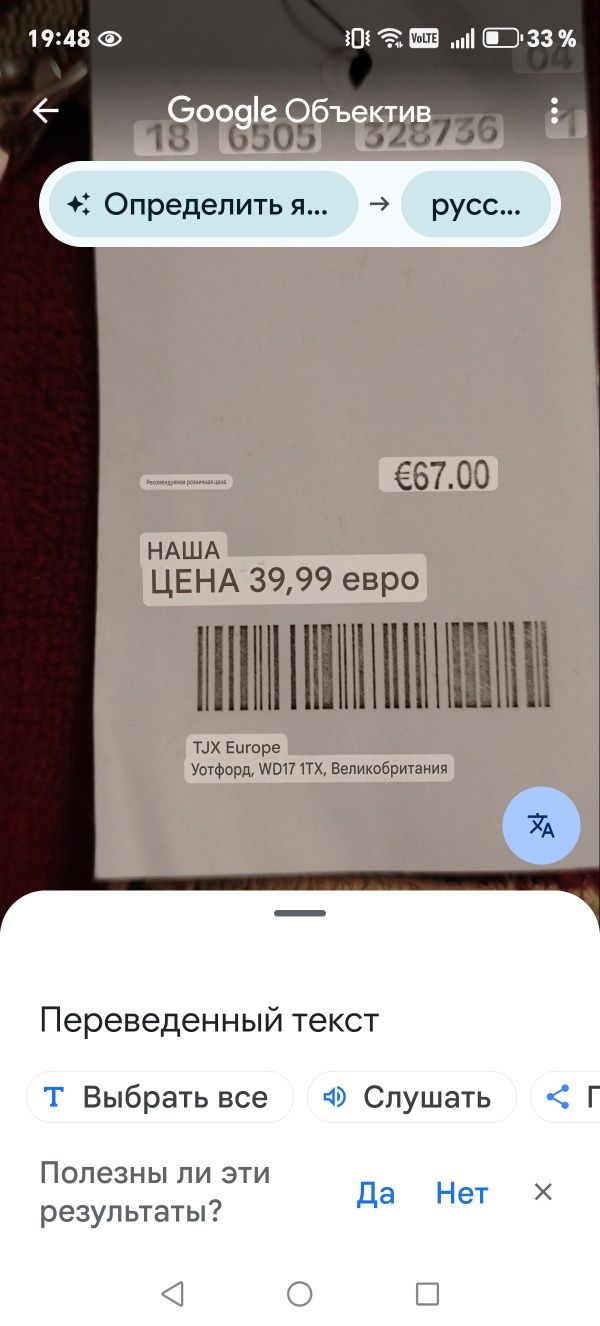 19:48
VoLTE
33 %
04
Google Объектив
18 6505 328736 1
Определить я... → русс...
€67.00
Рекомендуемая розничная цена
НАША
ЦЕНА 39,99 евро
TJX Europe
Уотфорд, WD17 1TX, Великобритания
Переведенный текст
Выбрать все
Слушать
П
Полезны ли эти
результаты?
Да
Нет